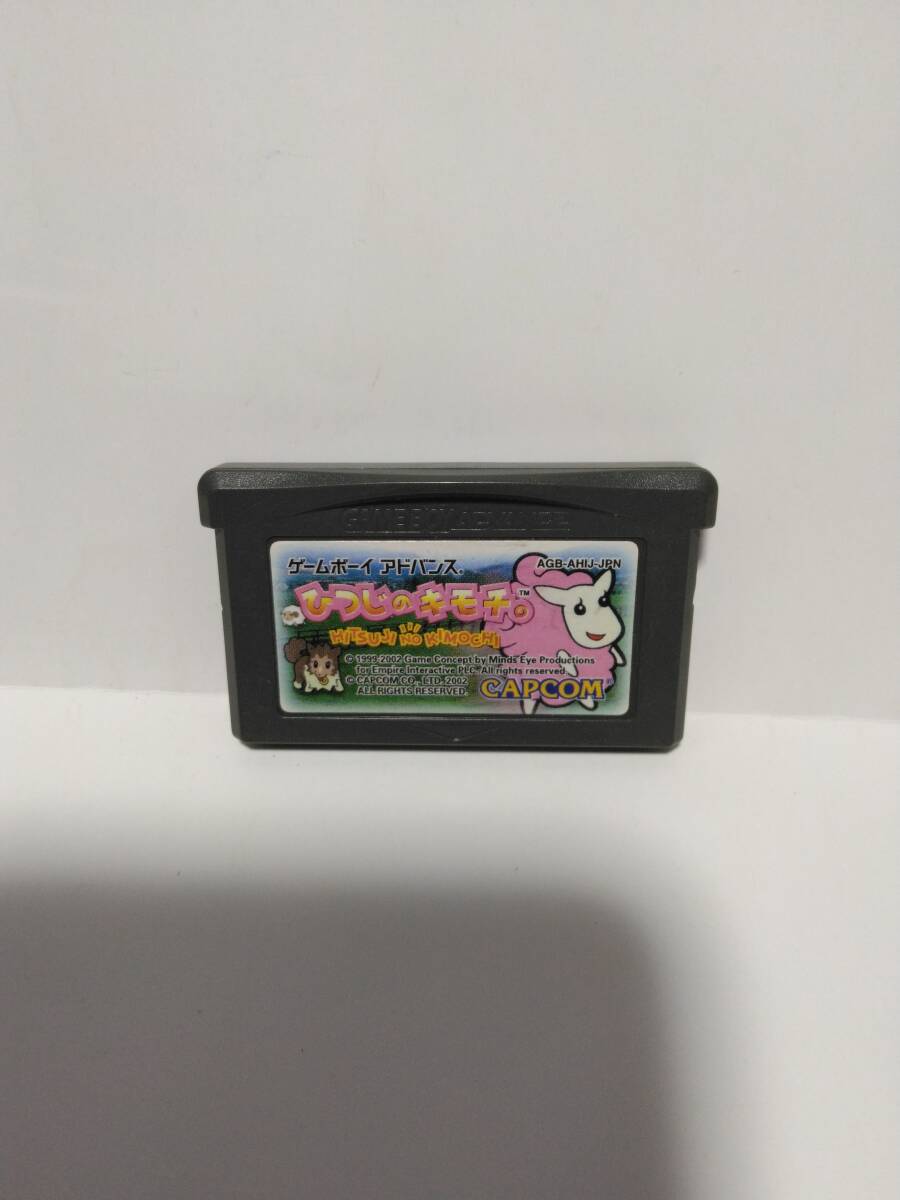 GAME BOY ADVANCE
ゲームボーイ アドバンス®
AGB-AHIJ-JPN
ひつじのキモチ。™
HITSUJI NO KIMOCHI
© 1999-2002 Game Concept by Minds Eye Productions
for Empire Interactive PLC. All rights reserved.
© CAPCOM CO., LTD. 2002
ALL RIGHTS RESERVED.
CAPCOM®